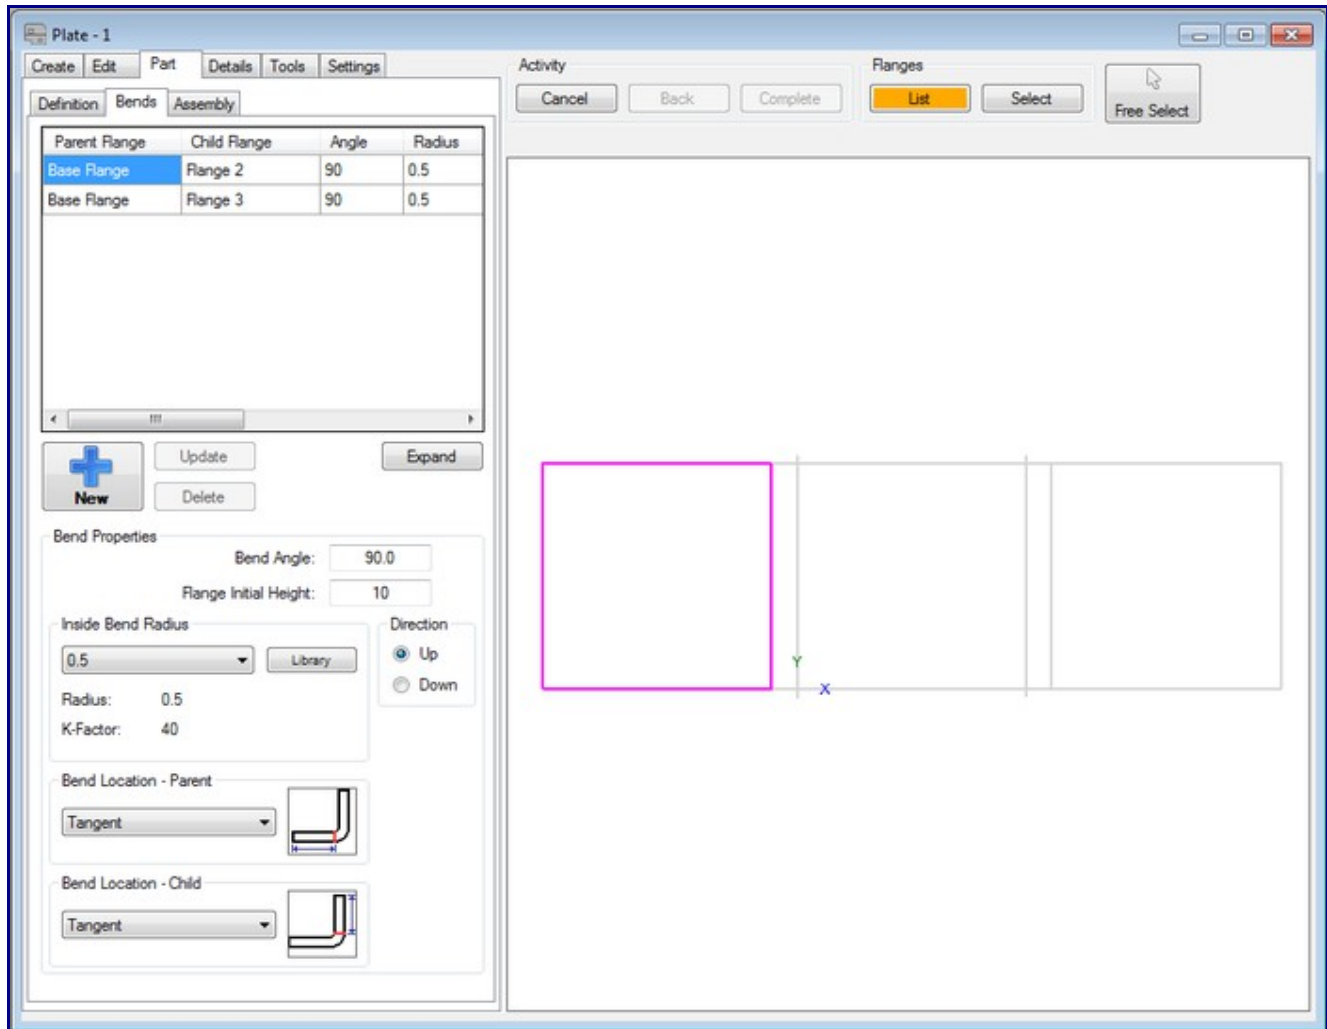 Plate - 1
Create Edit Part Details Tools Settings
Definition Bends Assembly
Parent Flange Child Flange Angle Radius
Base Flange Flange 2 90 0.5
Base Flange Flange 3 90 0.5
New
Update
Delete
Expand
Bend Properties
Bend Angle: 90.0
Flange Initial Height: 10
Inside Bend Radius
0.5
Library
Radius: 0.5
K-Factor: 40
Direction
Up
Down
Bend Location - Parent
Tangent
Bend Location - Child
Tangent
Activity
Cancel Back Complete
Flanges
List Select
Free Select
Y
X